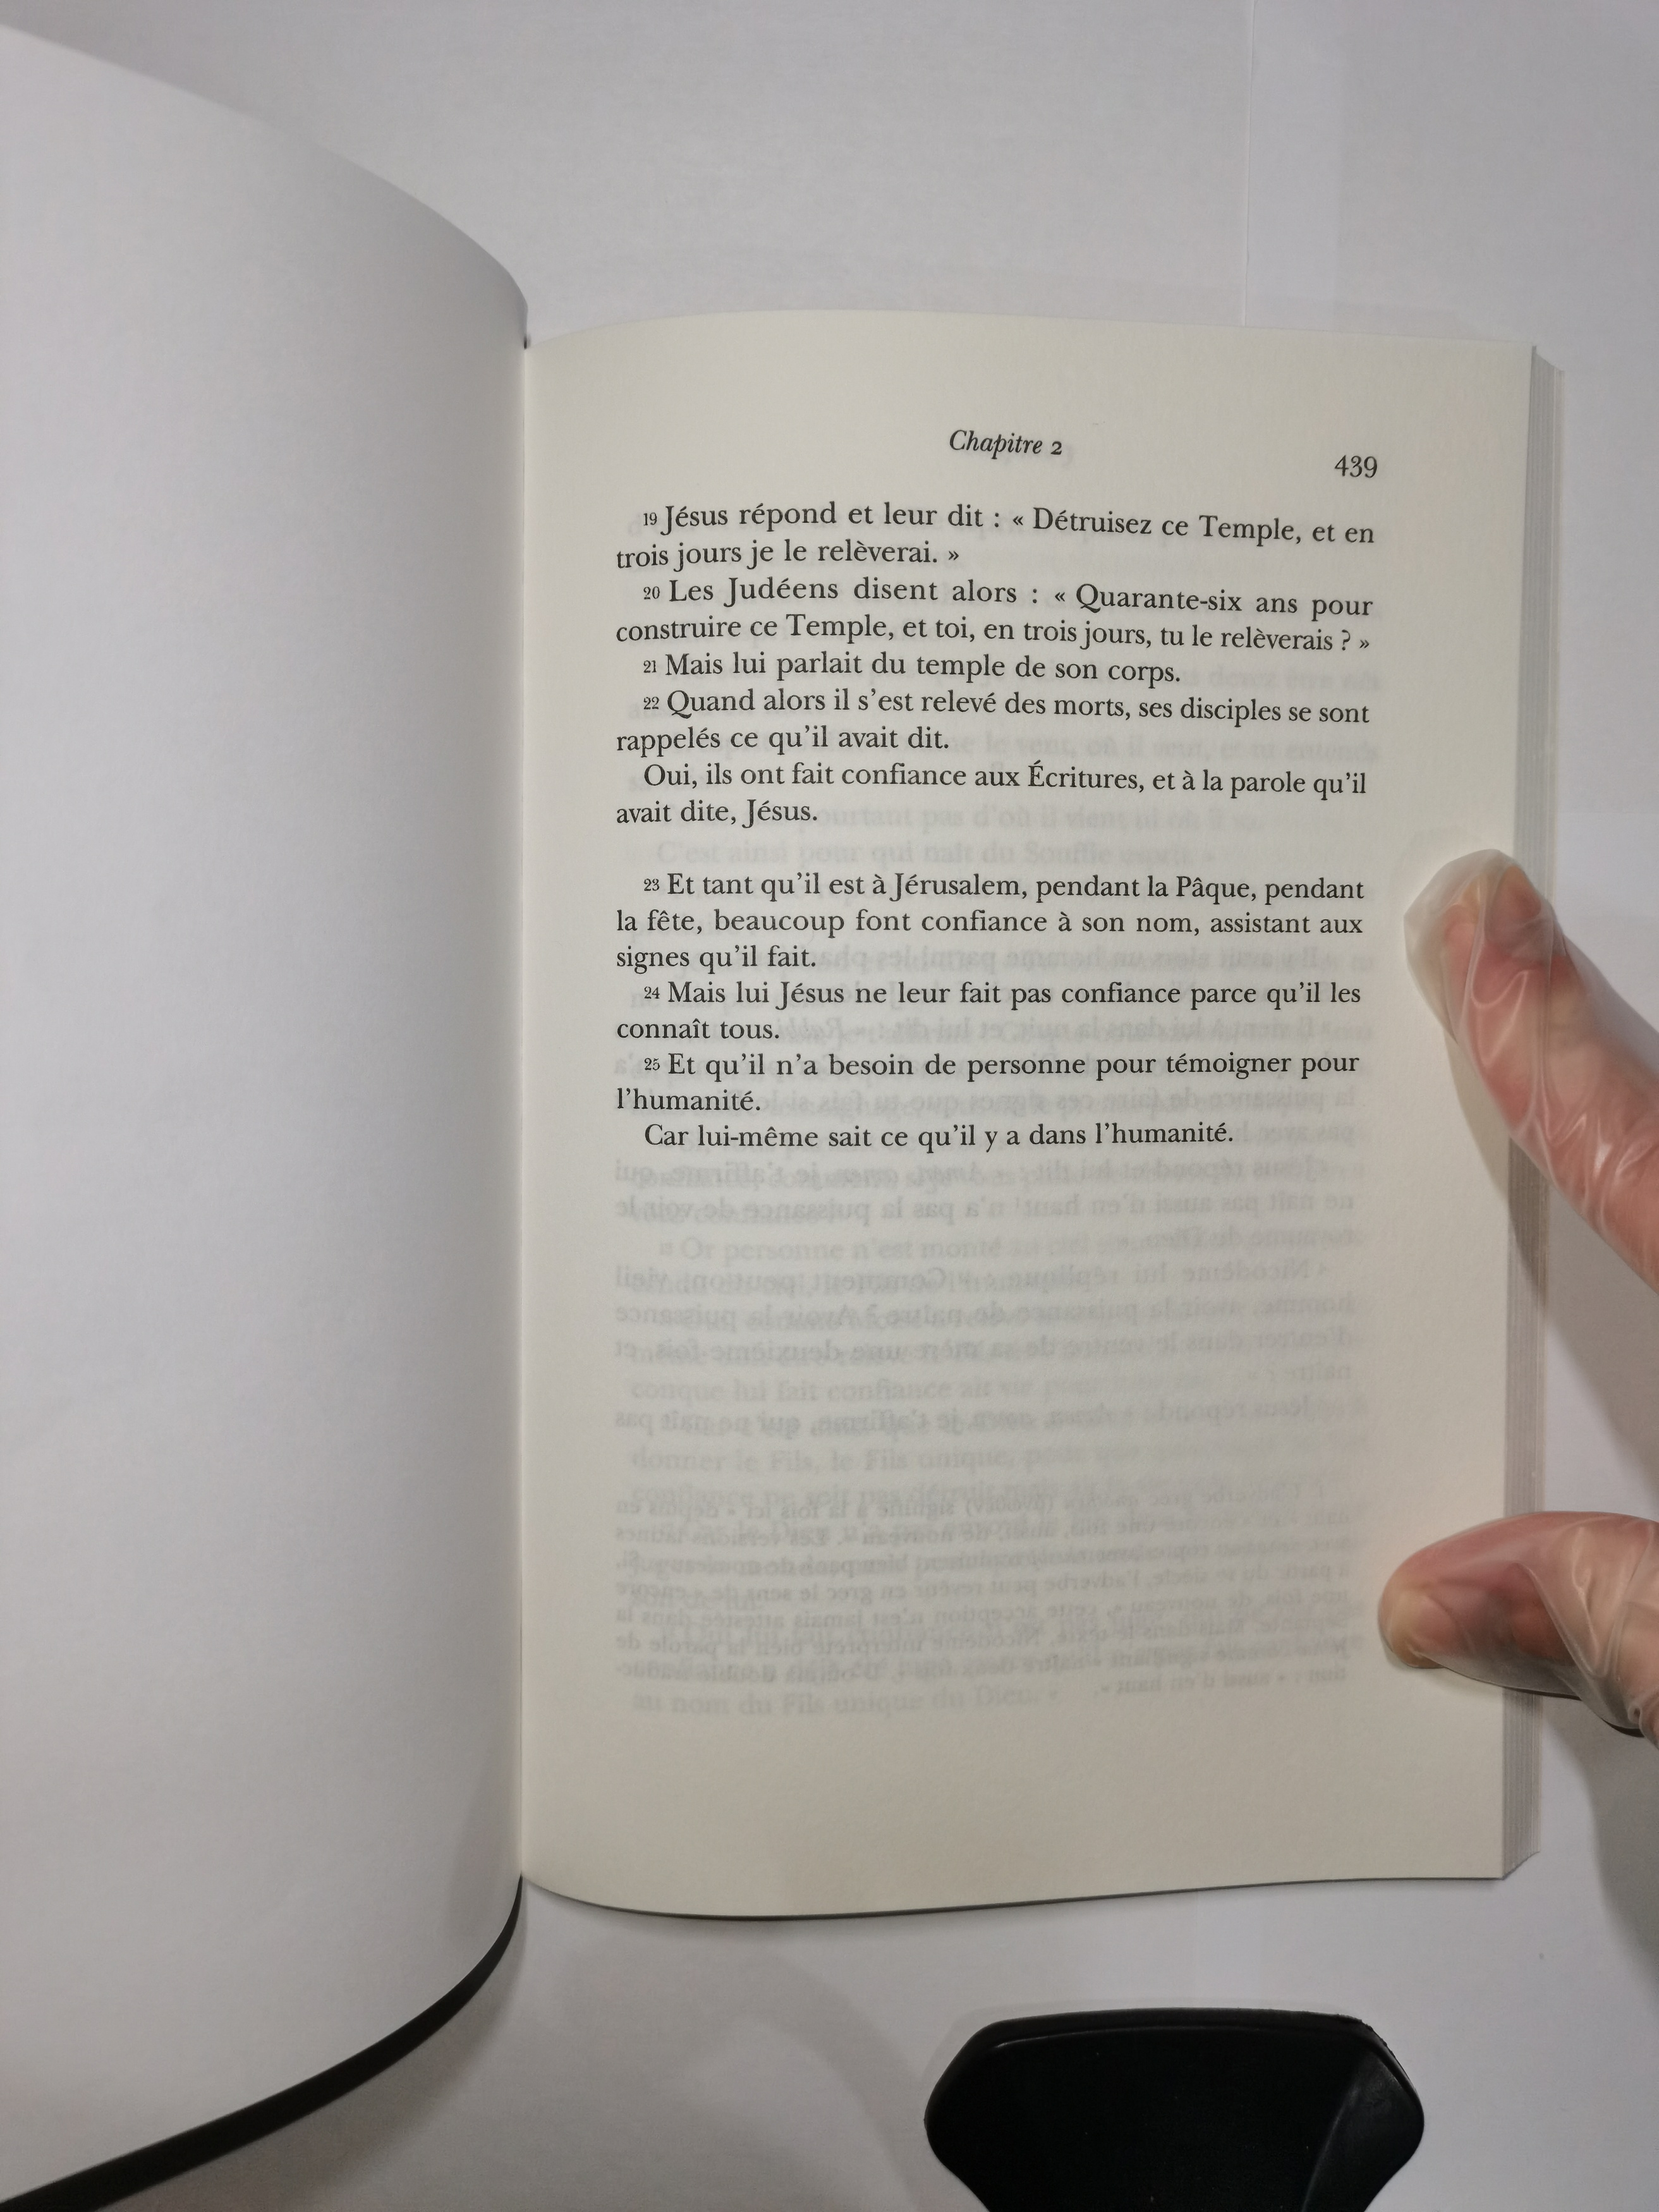 Chapitre 2
439
19 Jésus répond et leur dit : « Détruisez ce Temple, et en
trois jours je le relèverai. »
20 Les Judéens disent alors : « Quarante-six ans pour
construire ce Temple, et toi, en trois jours, tu le relèverais ? »
21 Mais lui parlait du temple de son corps.
22 Quand alors il s’est relevé des morts, ses disciples se sont
rappelés ce qu’il avait dit.
Oui, ils ont fait confiance aux Écritures, et à la parole qu’il
avait dite, Jésus.
23 Et tant qu’il est à Jérusalem, pendant la Pâque, pendant
la fête, beaucoup font confiance à son nom, assistant aux
signes qu’il fait.
24 Mais lui Jésus ne leur fait pas confiance parce qu’il les
connaît tous.
25 Et qu’il n’a besoin de personne pour témoigner pour
l’humanité.
Car lui-même sait ce qu’il y a dans l’humanité.